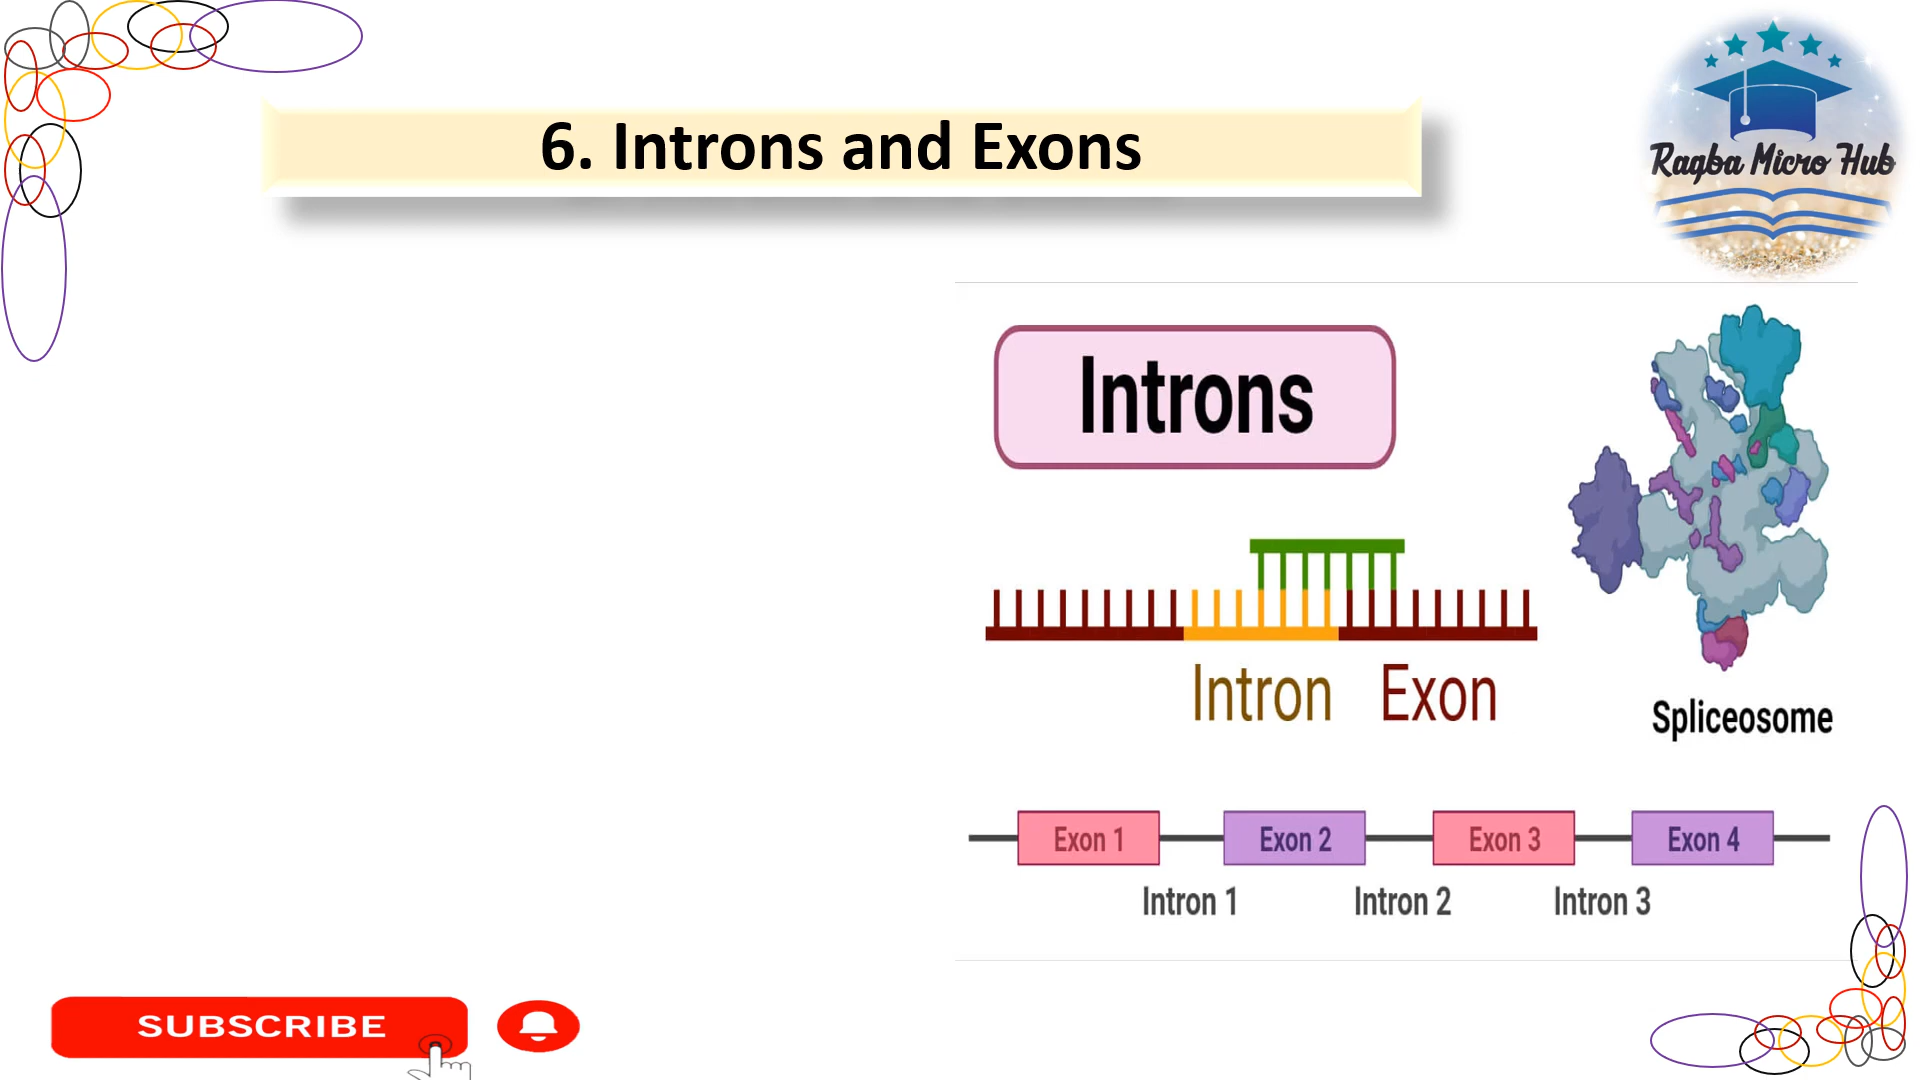 6. Introns and Exons
Raqba Micro Hub
Introns
Intron Exon
Spliceosome
Exon 1 Exon 2 Exon 3 Exon 4
Intron 1 Intron 2 Intron 3
SUBSCRIBE